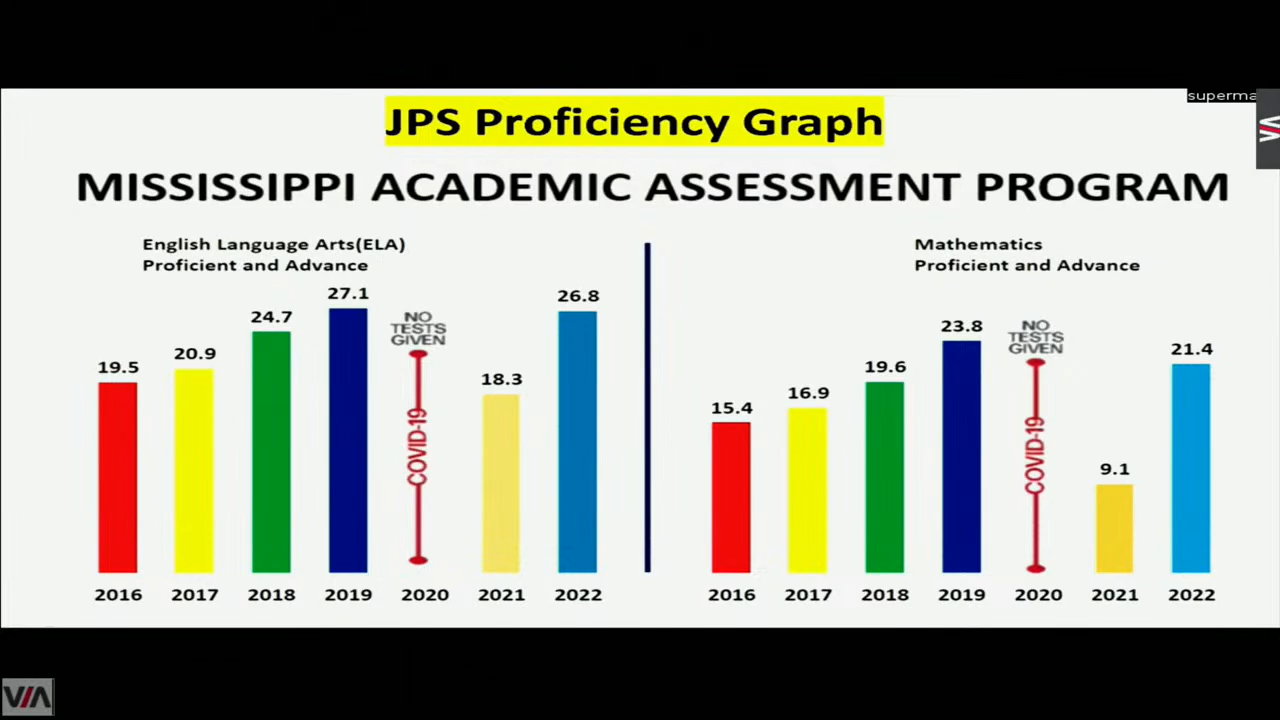 superma
JPS Proficiency Graph
MISSISSIPPI ACADEMIC ASSESSMENT PROGRAM
English Language Arts(ELA)
Proficient and Advance
19.5
20.9
24.7
27.1
NO
TESTS
GIVEN
COVID-19
18.3
26.8
2016 2017 2018 2019 2020 2021 2022
Mathematics
Proficient and Advance
15.4
16.9
19.6
23.8
NO
TESTS
GIVEN
COVID-19
9.1
21.4
2016 2017 2018 2019 2020 2021 2022
VIA